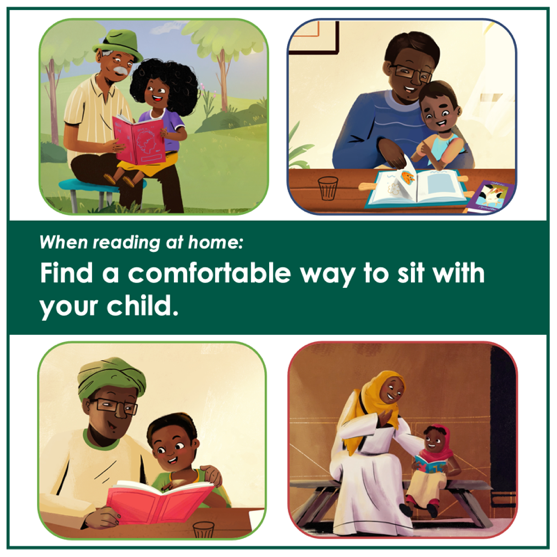 When reading at home:
Find a comfortable way to sit with
your child.